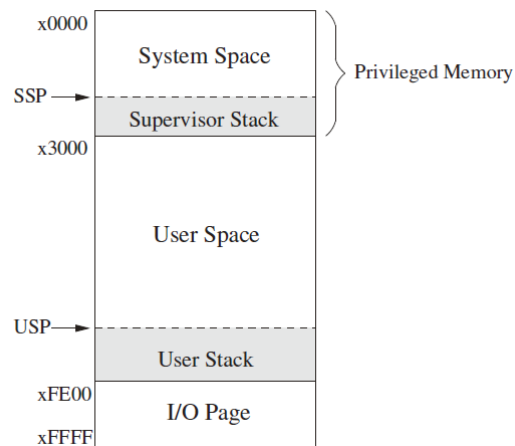 x0000
System Space
Privileged Memory
SSP
Supervisor Stack
x3000
User Space
USP
User Stack
xFE00
I/O Page
xFFFF